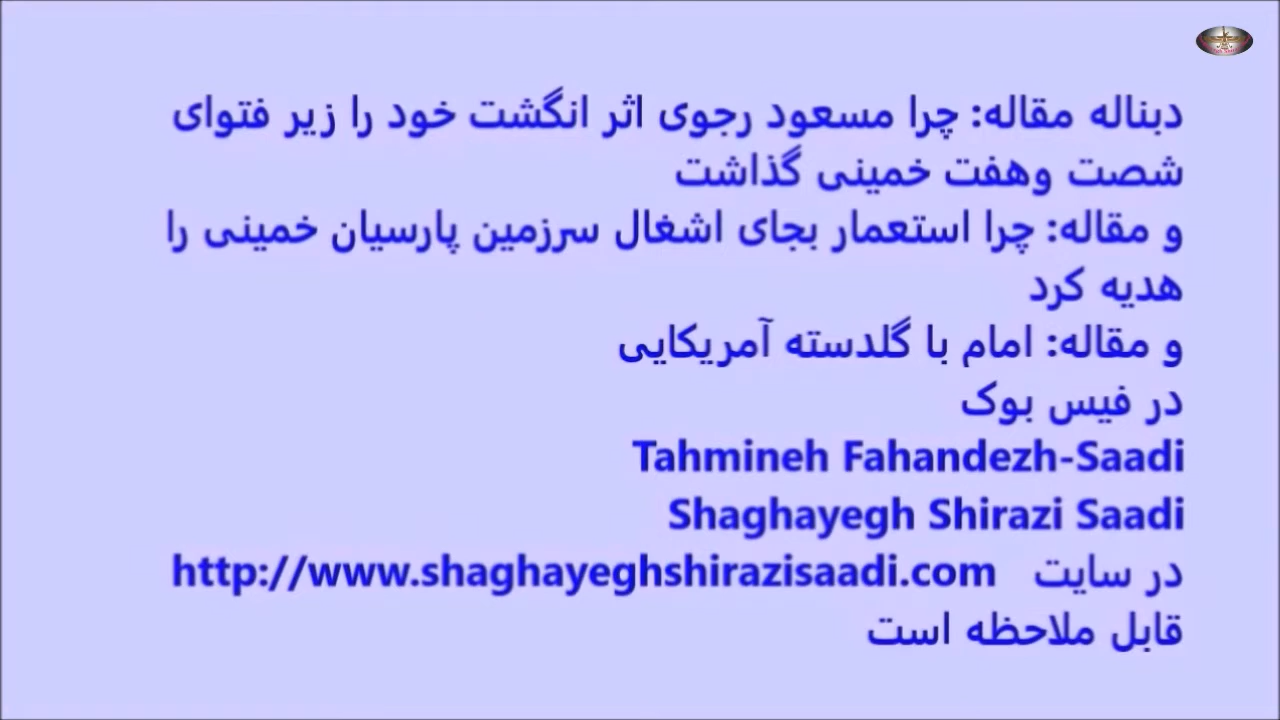 دبناله مقاله: چرا مسعود رجوی اثر انگشت خود را زیر فتوای
شصت وهفت خمینی گذاشت
و مقاله: چرا استعمار بجای اشغال سرزمین پارسیان خمینی را
هدیه کرد
و مقاله: امام با گلدسته آمریکایی
در فیس بوک
Tahmineh Fahandezh-Saadi
Shaghayegh Shirazi Saadi
در سایت http://www.shaghayeghshirazisaadi.com
قابل ملاحظه است